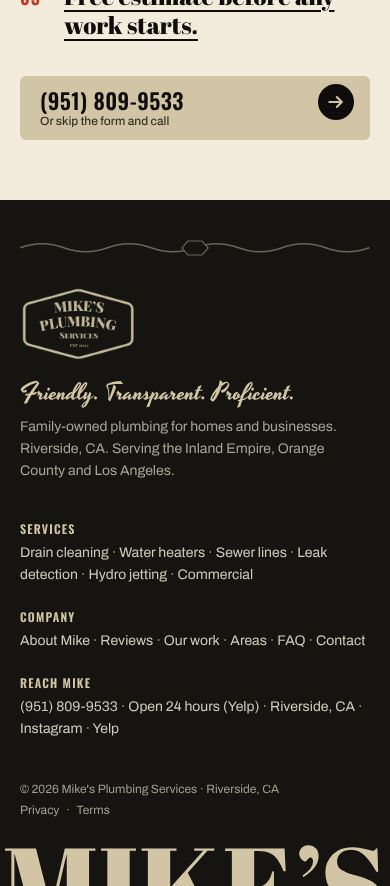 Free estimate before any
work starts.
(951) 809-9533
Or skip the form and call
MIKE'S
PLUMBING
SERVICES
Friendly. Transparent. Proficient.
Family-owned plumbing for homes and businesses.
Riverside, CA. Serving the Inland Empire, Orange
County and Los Angeles.
SERVICES
Drain cleaning · Water heaters · Sewer lines · Leak
detection · Hydro jetting · Commercial
COMPANY
About Mike · Reviews · Our work · Areas · FAQ · Contact
REACH MIKE
(951) 809-9533 · Open 24 hours (Yelp) · Riverside, CA ·
Instagram · Yelp
© 2026 Mike's Plumbing Services · Riverside, CA
Privacy · Terms
MIKE'S